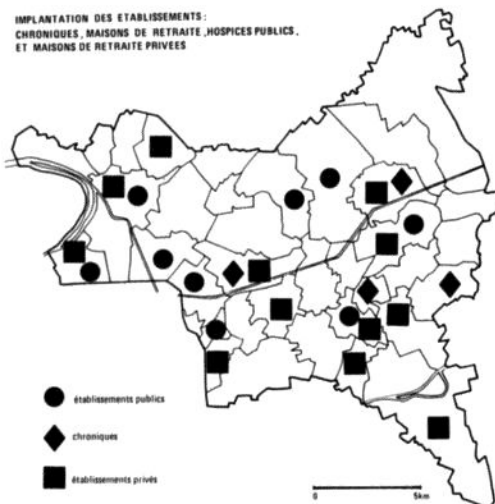 IMPLANTATION DES ETABLISSEMENTS:
CHRONIQUES, MAISONS DE RETRAITE, HOSPICES PUBLICS,
ET MAISONS DE RETRAITE PRIVEES
établissements publics
chroniques
établissements privés
0 5km